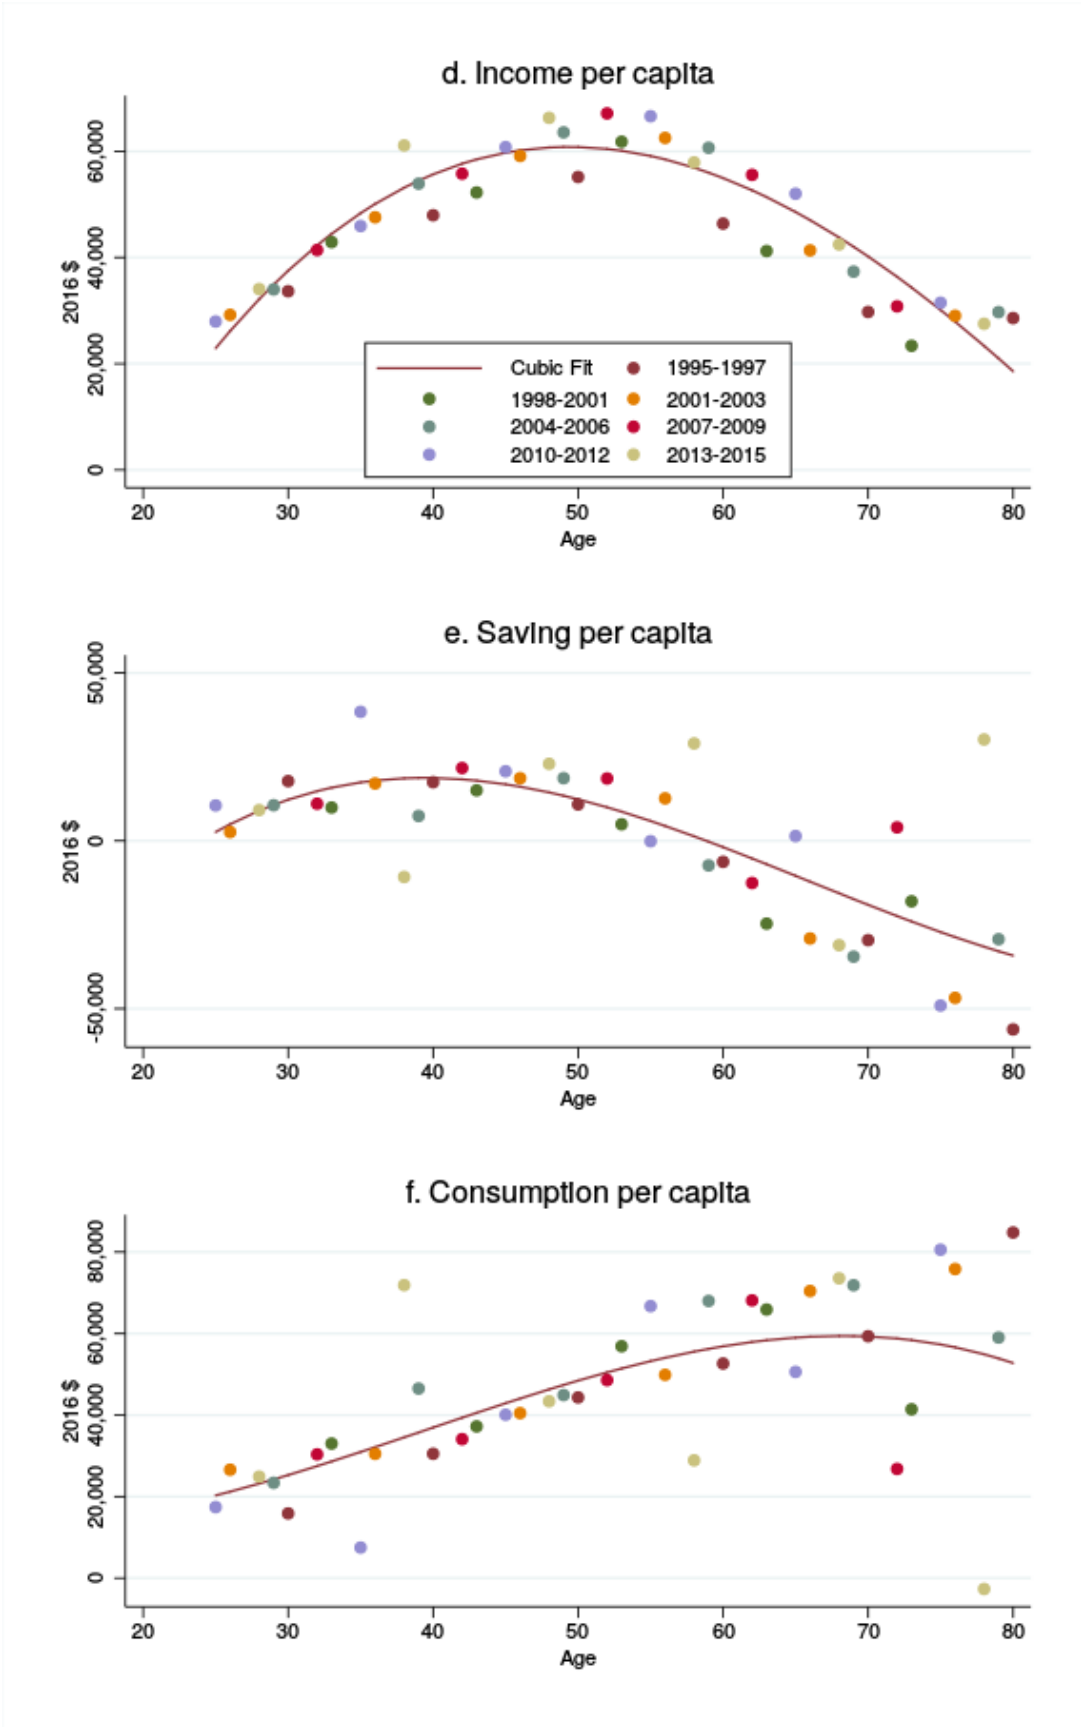 d. Income per capita
60,000
40,000
20,000
0
2016 $
Cubic Fit 1995-1997
1998-2001 2001-2003
2004-2006 2007-2009
2010-2012 2013-2015
20 30 40 50 60 70 80
Age
e. Saving per capita
50,000
0
-50,000
2016 $
20 30 40 50 60 70 80
Age
f. Consumption per capita
80,000
60,000
40,000
20,000
0
2016 $
20 30 40 50 60 70 80
Age